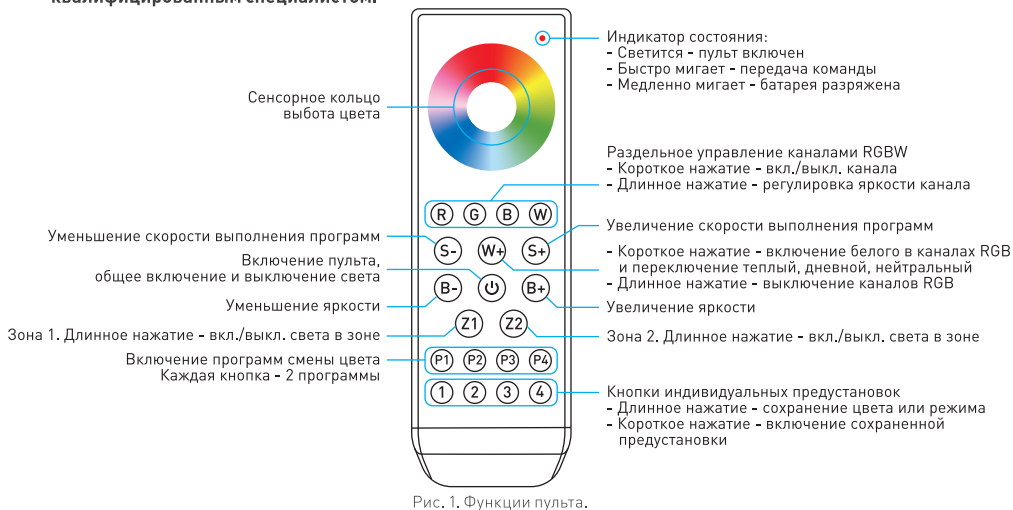 квалифицированным специалистом.
Индикатор состояния:
- Светится - пульт включен
- Быстро мигает - передача команды
- Медленно мигает - батарея разряжена
Сенсорное кольцо
выбота цвета
Раздельное управление каналами RGBW
- Короткое нажатие - вкл./выкл. канала
- Длинное нажатие - регулировка яркости канала
R G B W
Уменьшение скорости выполнения программ
Увеличение скорости выполнения программ
S- W+ S+
Включение пульта,
общее включение и выключение света
- Короткое нажатие - включение белого в каналах RGB
и переключение теплый, дневной, нейтральный
- Длинное нажатие - выключение каналов RGB
B- B+
Уменьшение яркости
Увеличение яркости
Z1 Z2
Зона 1. Длинное нажатие - вкл./выкл. света в зоне
Зона 2. Длинное нажатие - вкл./выкл. света в зоне
Включение программ смены цвета
Каждая кнопка - 2 программы
P1 P2 P3 P4
1 2 3 4
Кнопки индивидуальных предустановок
- Длинное нажатие - сохранение цвета или режима
- Короткое нажатие - включение сохраненной
предустановки
Рис. 1. Функции пульта.